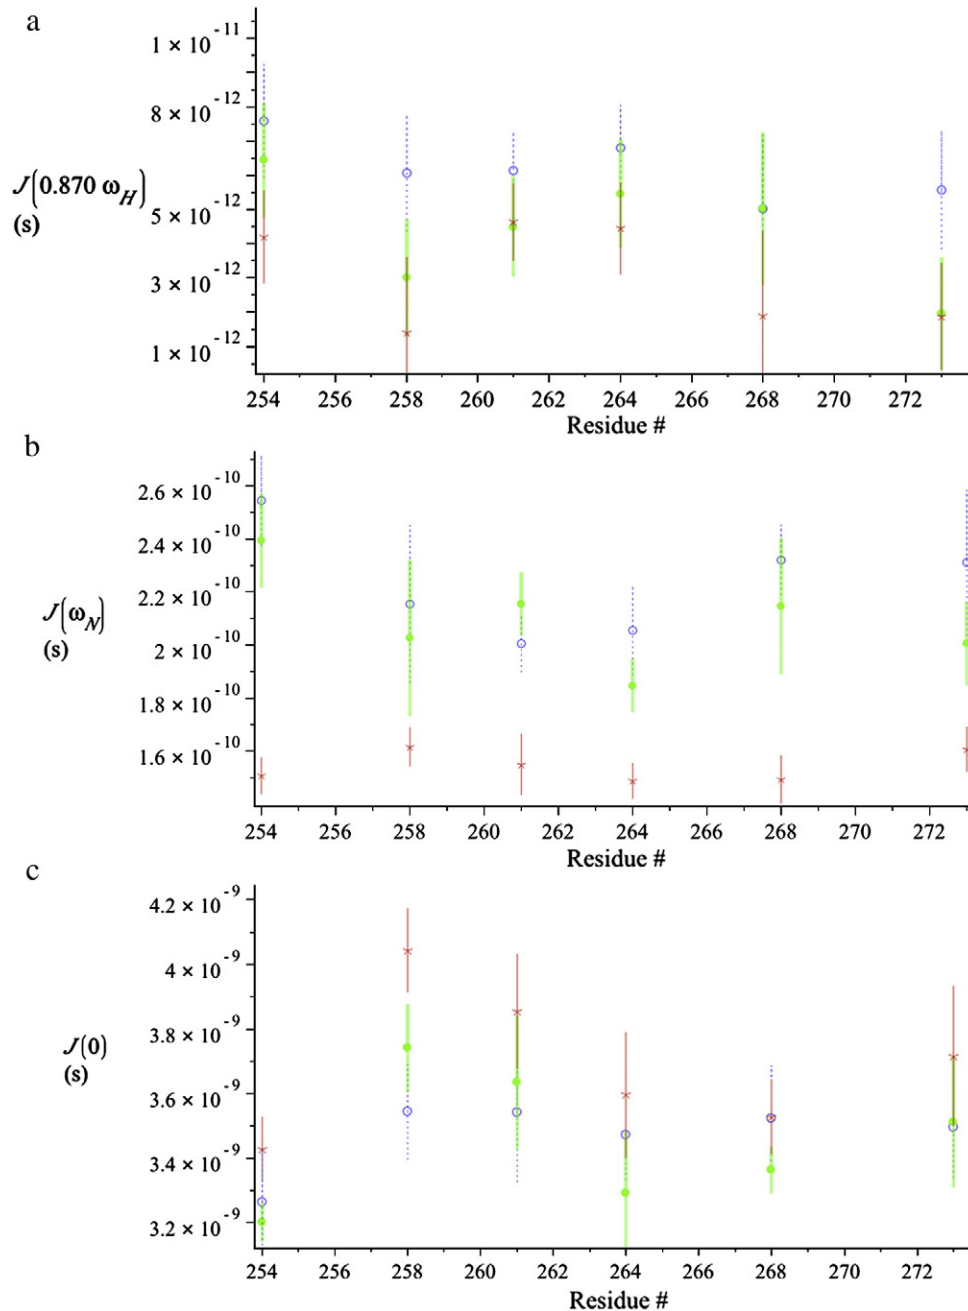 a
1 × 10⁻¹¹
8 × 10⁻¹²
J(0.870 ω_H)
(s)
5 × 10⁻¹²
3 × 10⁻¹²
1 × 10⁻¹²
254 256 258 260 262 264 266 268 270 272
Residue #
b
2.6 × 10⁻¹⁰
2.4 × 10⁻¹⁰
2.2 × 10⁻¹⁰
J(ω_N)
(s)
2 × 10⁻¹⁰
1.8 × 10⁻¹⁰
1.6 × 10⁻¹⁰
254 256 258 260 262 264 266 268 270 272
Residue #
c
4.2 × 10⁻⁹
4 × 10⁻⁹
3.8 × 10⁻⁹
J(0)
(s)
3.6 × 10⁻⁹
3.4 × 10⁻⁹
3.2 × 10⁻⁹
254 256 258 260 262 264 266 268 270 272
Residue #